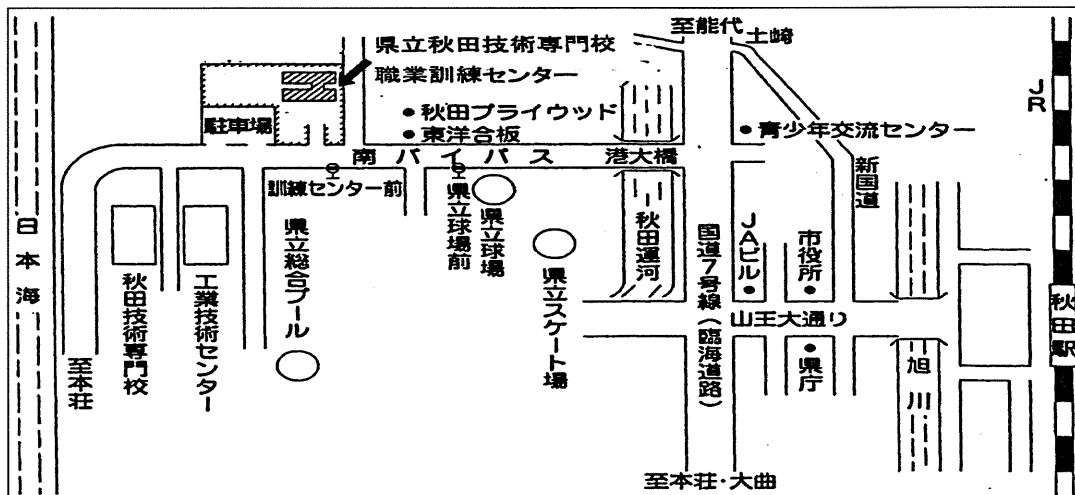 至能代
土崎
県立秋田技術専門校
職業訓練センター
JR
秋田プライウッド
東洋合板
駐車場
青少年交流センター
南バイパス
港大橋
新国道
訓練センター前
県立球場前
県立球場
秋田運河
日本海
県立総合プール
県立スケート場
国道7号線(臨海道路)
JAビル
市役所
秋田駅
秋田技術専門校
工業技術センター
山王大通り
県庁
旭川
至本荘
至本荘・大曲